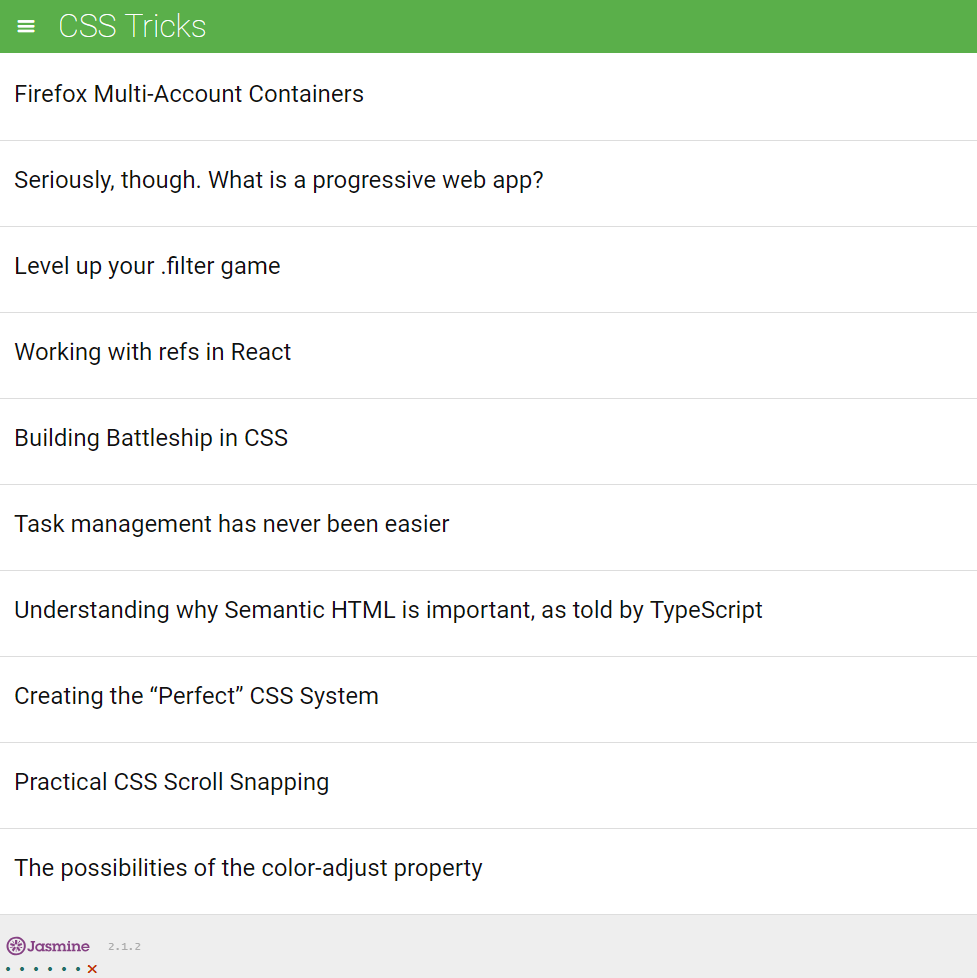 CSS Tricks
Firefox Multi-Account Containers
Seriously, though. What is a progressive web app?
Level up your .filter game
Working with refs in React
Building Battleship in CSS
Task management has never been easier
Understanding why Semantic HTML is important, as told by TypeScript
Creating the “Perfect” CSS System
Practical CSS Scroll Snapping
The possibilities of the color-adjust property
Jasmine 2.1.2
• • • • • • ×